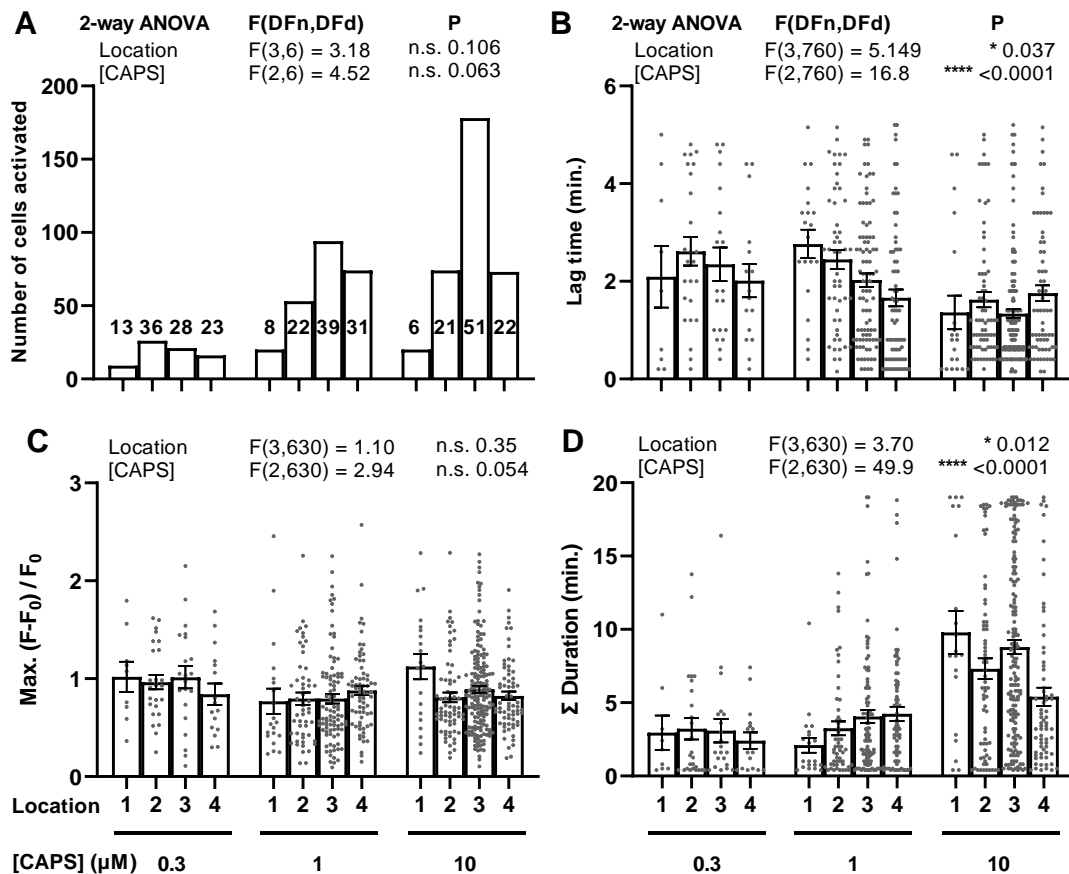 A 2-way ANOVA F(DFn,DFd) P
Location F(3,6) = 3.18 n.s. 0.106
[CAPS] F(2,6) = 4.52 n.s. 0.063
Number of cells activated
200
150
100
50
0
13 36 28 23 8 22 39 31 6 21 51 22
B 2-way ANOVA F(DFn,DFd) P
Location F(3,760) = 5.149 * 0.037
[CAPS] F(2,760) = 16.8 **** <0.0001
Lag time (min.)
6
4
2
0
C Location F(3,630) = 1.10 n.s. 0.35
[CAPS] F(2,630) = 2.94 n.s. 0.054
Max. (F-F0) / F0
3
2
1
0
Location 1 2 3 4 1 2 3 4 1 2 3 4
[CAPS] (μM) 0.3 1 10
D Location F(3,630) = 3.70 * 0.012
[CAPS] F(2,630) = 49.9 **** <0.0001
Σ Duration (min.)
20
15
10
5
0
1 2 3 4 1 2 3 4 1 2 3 4
0.3 1 10